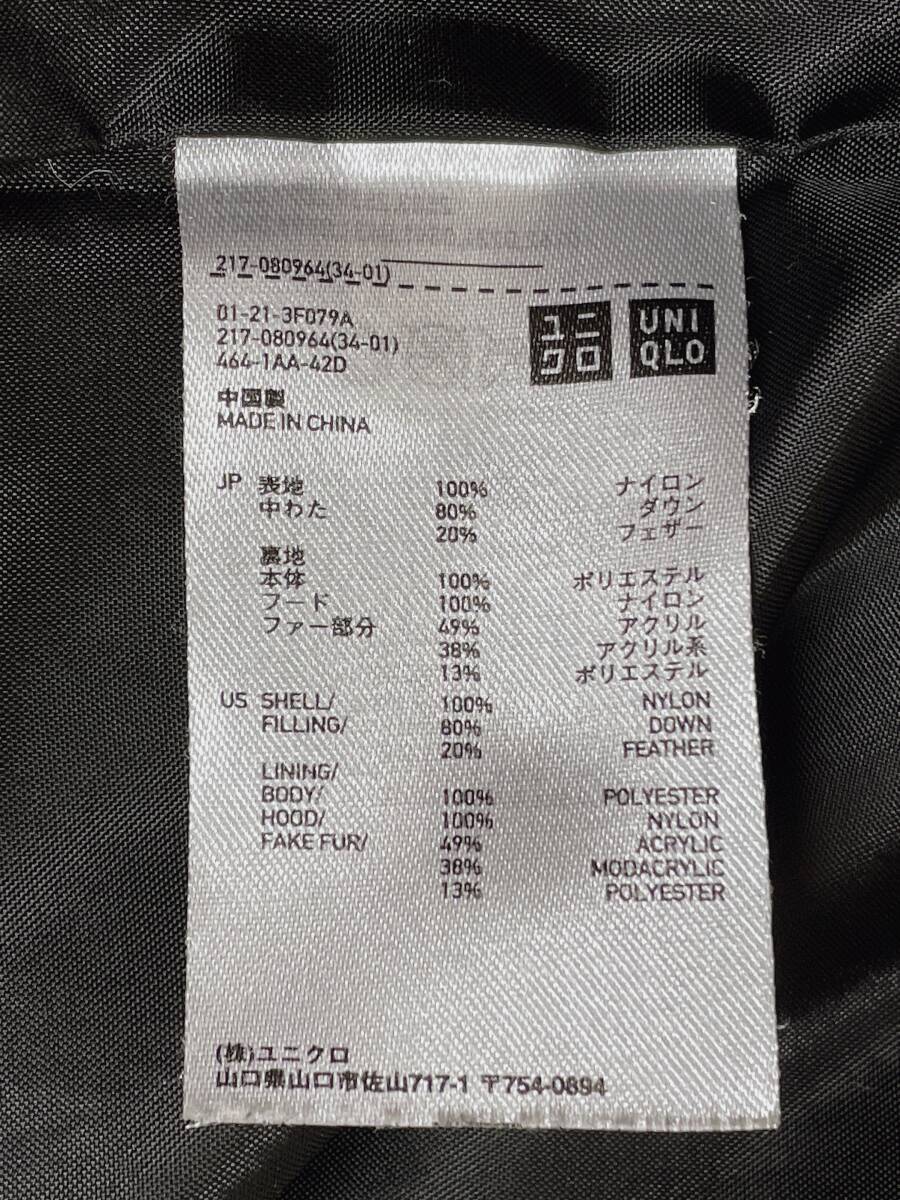 217-080964(34-01)
01-21-3F079A
217-080964(34-01)
464-1AA-42D
ユニクロ
UNIQLO
中国製
MADE IN CHINA
JP 表地 100% ナイロン
中わた 80% ダウン
20% フェザー
裏地
本体 100% ポリエステル
フード 100% ナイロン
ファー部分 49% アクリル
38% アクリル系
13% ポリエステル
US SHELL/ 100% NYLON
FILLING/ 80% DOWN
20% FEATHER
LINING/
BODY/ 100% POLYESTER
HOOD/ 100% NYLON
FAKE FUR/ 49% ACRYLIC
38% MODACRYLIC
13% POLYESTER
(株)ユニクロ
山口県山口市佐山717-1 〒754-0894